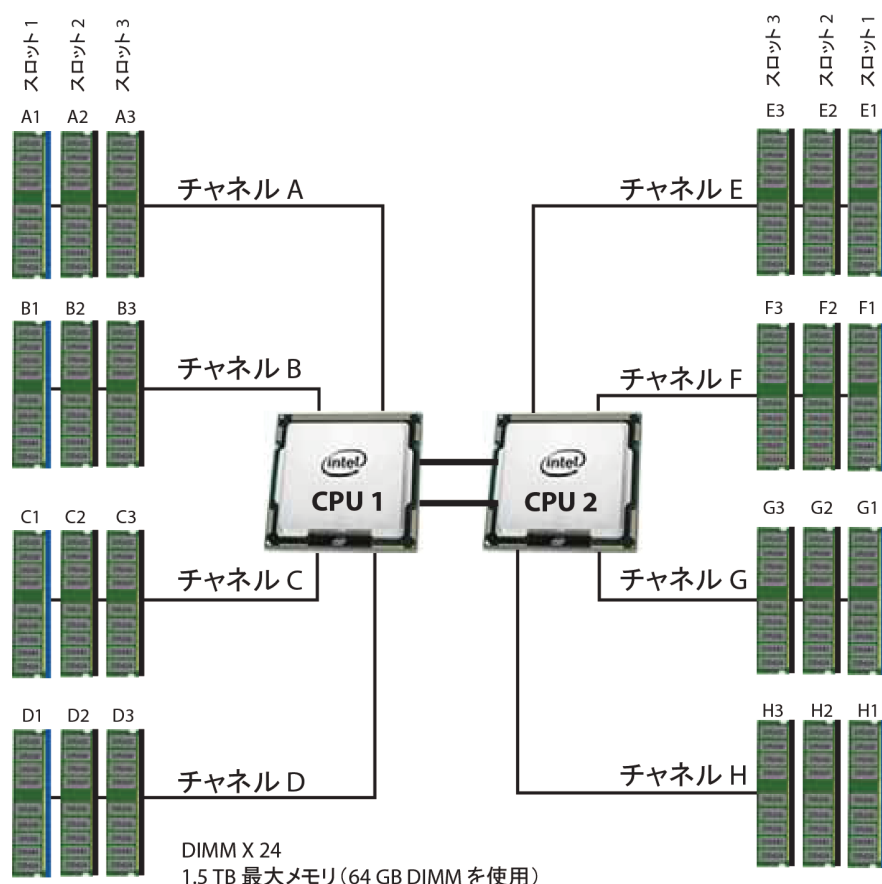 スロット 1
スロット 2
スロット 3
スロット 3
スロット 2
スロット 1
A1 A2 A3
E3 E2 E1
チャネル A
チャネル E
B1 B2 B3
F3 F2 F1
チャネル B
チャネル F
intel
CPU 1
intel
CPU 2
C1 C2 C3
G3 G2 G1
チャネル C
チャネル G
D1 D2 D3
H3 H2 H1
チャネル D
チャネル H
DIMM X 24
1.5 TB 最大メモリ（64 GB DIMM を使用）